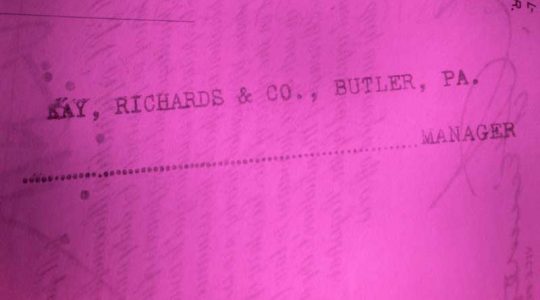 KAY, RICHARDS & CO., BUTLER, PA.
MANAGER